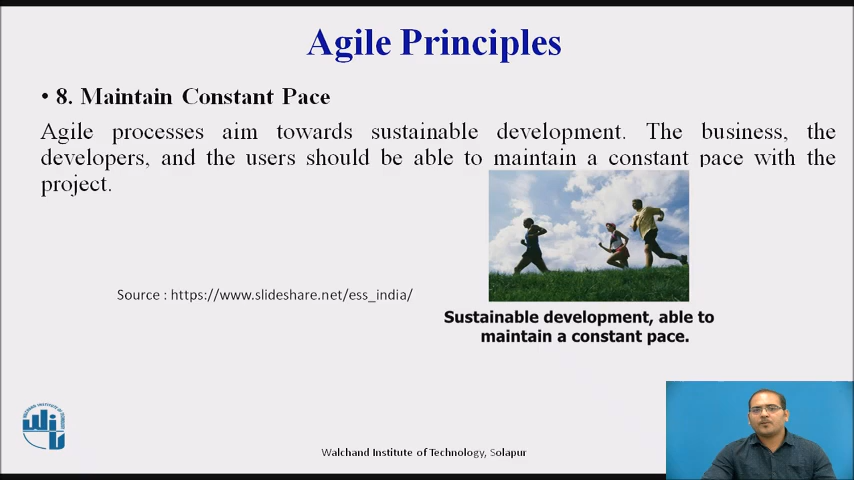 Agile Principles
• 8. Maintain Constant Pace
Agile processes aim towards sustainable development. The business, the
developers, and the users should be able to maintain a constant pace with the
project.
Source : https://www.slideshare.net/ess_india/
Sustainable development, able to
maintain a constant pace.
Walchand Institute of Technology, Solapur